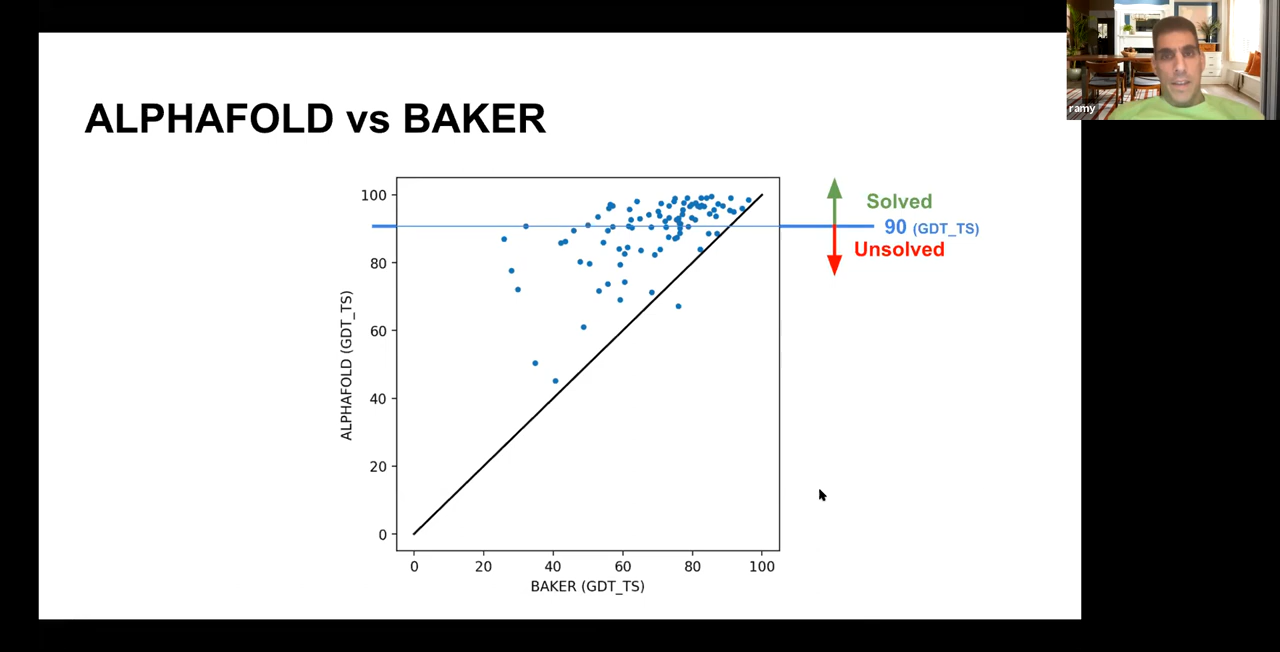 ramy
ALPHAFOLD vs BAKER
Solved
90 (GDT_TS)
Unsolved
ALPHAFOLD (GDT_TS)
100
80
60
40
20
0
0 20 40 60 80 100
BAKER (GDT_TS)